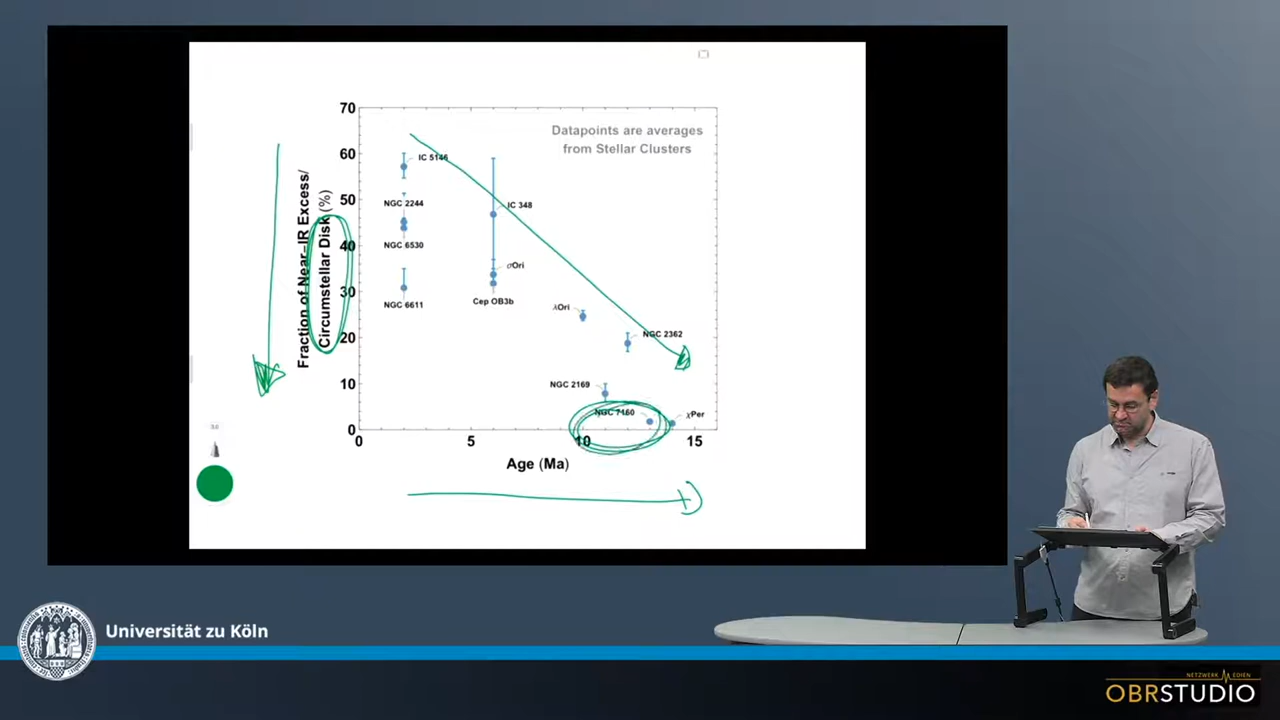 70
60
50
40
30
20
10
0
Fraction of Near-IR Excess/
Circumstellar Disk (%)
Datapoints are averages
from Stellar Clusters
IC 5146
NGC 2244
NGC 6530
NGC 6611
IC 348
σOri
Cep OB3b
λOri
NGC 2362
NGC 2169
NGC 7160
χPer
0 5 10 15
Age (Ma)
Universität zu Köln
NETZWERK MEDIEN
OBRSTUDIO